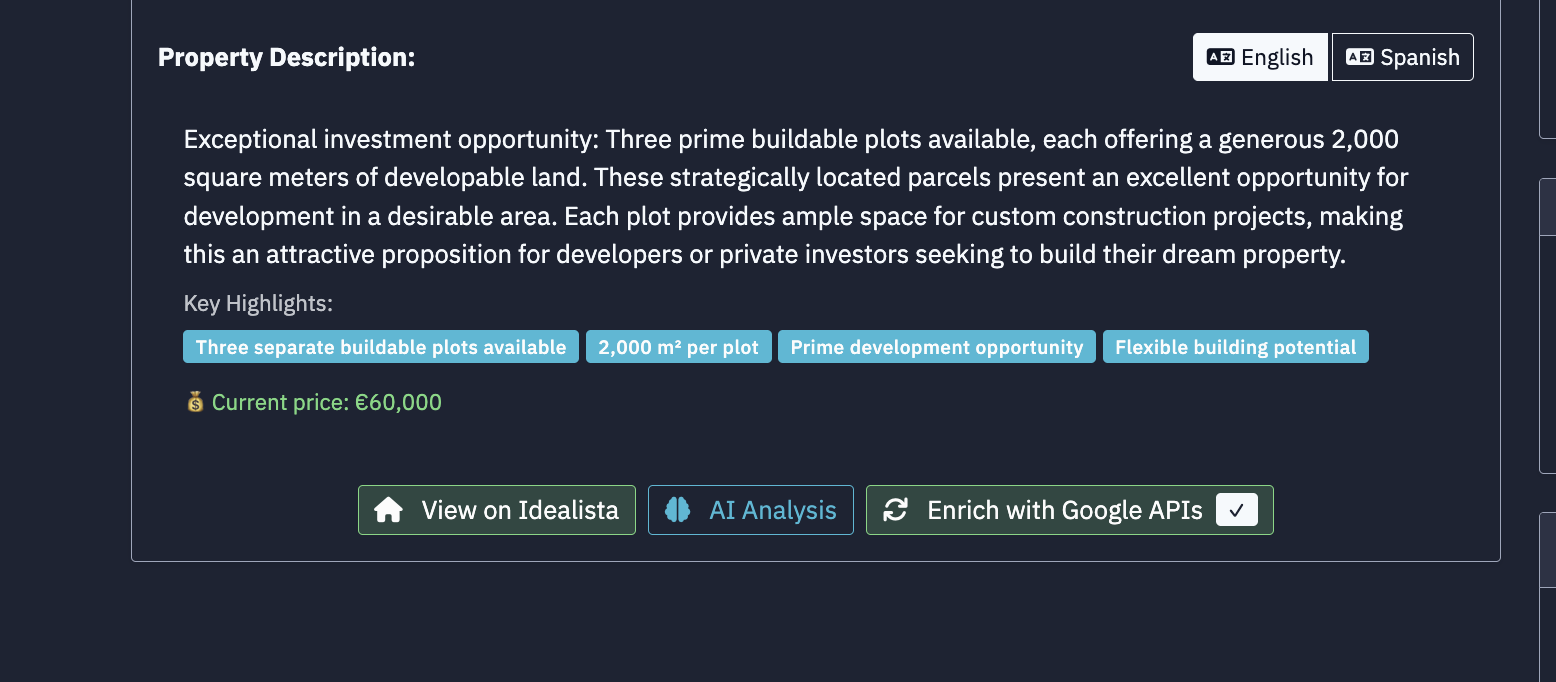 Property Description:
English
Spanish
Exceptional investment opportunity: Three prime buildable plots available, each offering a generous 2,000
square meters of developable land. These strategically located parcels present an excellent opportunity for
development in a desirable area. Each plot provides ample space for custom construction projects, making
this an attractive proposition for developers or private investors seeking to build their dream property.
Key Highlights:
Three separate buildable plots available
2,000 m² per plot
Prime development opportunity
Flexible building potential
💰 Current price: €60,000
View on Idealista
AI Analysis
Enrich with Google APIs ✓